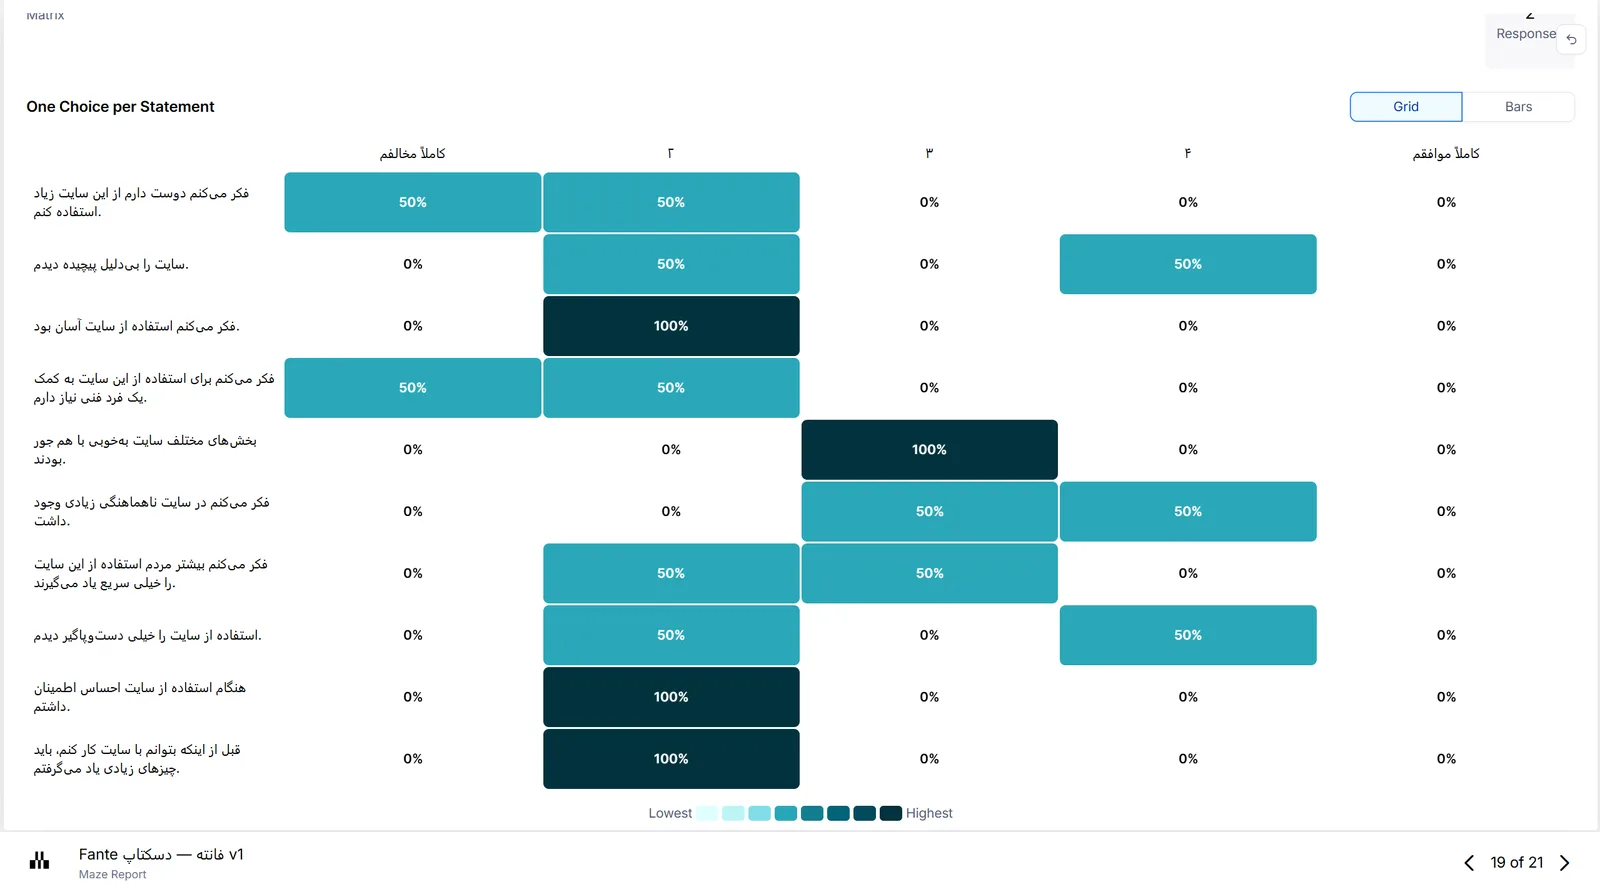 Matrix
2
Response
One Choice per Statement
Grid
Bars
کاملاً مخالفم
۲
۳
۴
کاملاً موافقم
فکر می‌کنم دوست دارم از این سایت زیاد
استفاده کنم.
50%
50%
0%
0%
0%
سایت را بی‌دلیل پیچیده دیدم.
0%
50%
0%
50%
0%
فکر می‌کنم استفاده از سایت آسان بود.
0%
100%
0%
0%
0%
فکر می‌کنم برای استفاده از این سایت به کمک
یک فرد فنی نیاز دارم.
50%
50%
0%
0%
0%
بخش‌های مختلف سایت به‌خوبی با هم جور
بودند.
0%
0%
100%
0%
0%
فکر می‌کنم در سایت ناهماهنگی زیادی وجود
داشت.
0%
0%
50%
50%
0%
فکر می‌کنم بیشتر مردم استفاده از این سایت
را خیلی سریع یاد می‌گیرند.
0%
50%
50%
0%
0%
استفاده از سایت را خیلی دست‌وپاگیر دیدم.
0%
50%
0%
50%
0%
هنگام استفاده از سایت احساس اطمینان
داشتم.
0%
100%
0%
0%
0%
قبل از اینکه بتوانم با سایت کار کنم، باید
چیزهای زیادی یاد می‌گرفتم.
0%
100%
0%
0%
0%
Lowest
Highest
Fante فانته — دسکتاپ v1
Maze Report
19 of 21